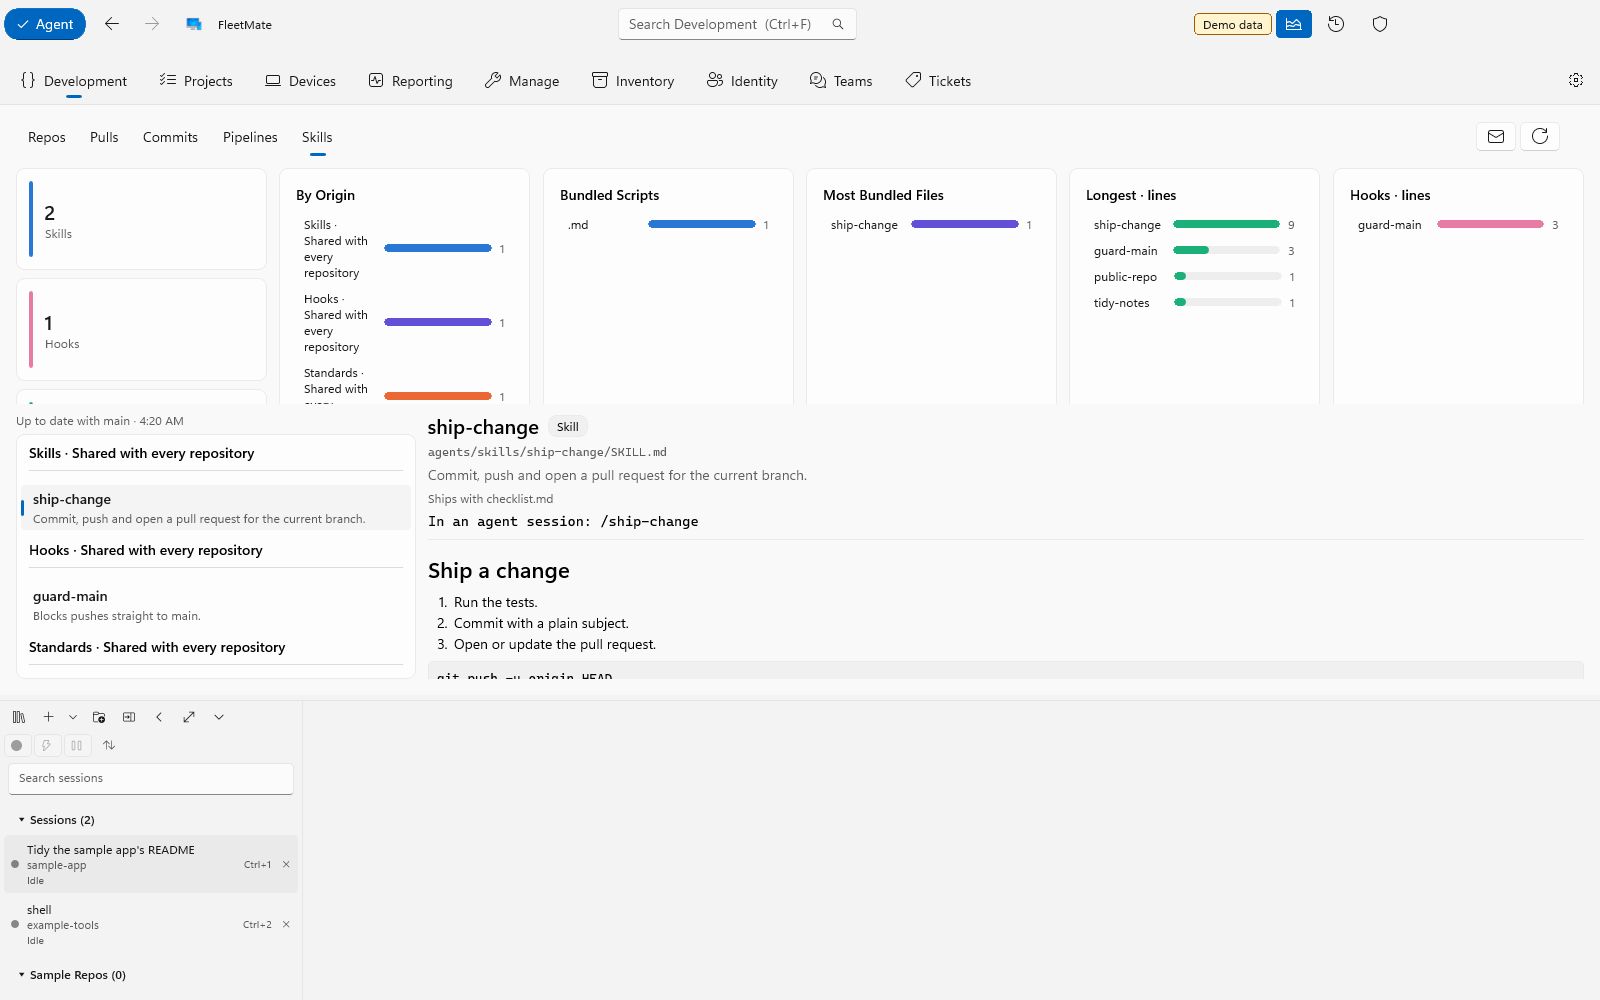 Agent
FleetMate
Search Development (Ctrl+F)
Demo data
Development
Projects
Devices
Reporting
Manage
Inventory
Identity
Teams
Tickets
Repos
Pulls
Commits
Pipelines
Skills
2
Skills
1
Hooks
By Origin
Skills ·
Shared with
every
repository
1
Hooks ·
Shared with
every
repository
1
Standards ·
Shared with
every
1
Bundled Scripts
.md
1
Most Bundled Files
ship-change
1
Longest · lines
ship-change
9
guard-main
3
public-repo
1
tidy-notes
1
Hooks · lines
guard-main
3
Up to date with main · 4:20 AM
Skills · Shared with every repository
ship-change
Commit, push and open a pull request for the current branch.
Hooks · Shared with every repository
guard-main
Blocks pushes straight to main.
Standards · Shared with every repository
ship-change
Skill
agents/skills/ship-change/SKILL.md
Commit, push and open a pull request for the current branch.
Ships with checklist.md
In an agent session: /ship-change
Ship a change
1. Run the tests.
2. Commit with a plain subject.
3. Open or update the pull request.
git push -u origin HEAD
Search sessions
Sessions (2)
Tidy the sample app's README
sample-app
Ctrl+1
Idle
shell
example-tools
Ctrl+2
Idle
Sample Repos (0)